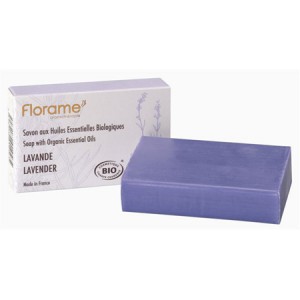 Florame
Savon aux Huiles Essentielles Biologiques
Soap with Organic Essential Oils
LAVANDE
LAVENDER
Made in France
BIO